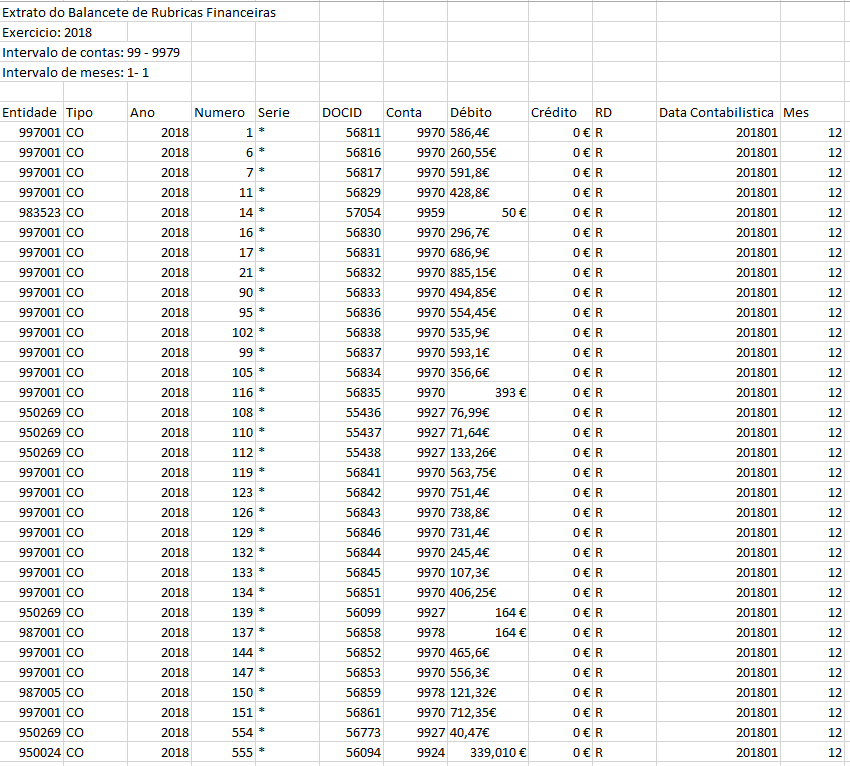 Extrato do Balancete de Rubricas Financeiras
Exercicio: 2018
Intervalo de contas: 99 - 9979
Intervalo de meses: 1- 1
Entidade Tipo Ano Numero Serie DOCID Conta Débito Crédito RD Data Contabilistica Mes
997001 CO 2018 1 * 56811 9970 586,4€ 0 € R 201801 12
997001 CO 2018 6 * 56816 9970 260,55€ 0 € R 201801 12
997001 CO 2018 7 * 56817 9970 591,8€ 0 € R 201801 12
997001 CO 2018 11 * 56829 9970 428,8€ 0 € R 201801 12
983523 CO 2018 14 * 57054 9959 50 € 0 € R 201801 12
997001 CO 2018 16 * 56830 9970 296,7€ 0 € R 201801 12
997001 CO 2018 17 * 56831 9970 686,9€ 0 € R 201801 12
997001 CO 2018 21 * 56832 9970 885,15€ 0 € R 201801 12
997001 CO 2018 90 * 56833 9970 494,85€ 0 € R 201801 12
997001 CO 2018 95 * 56836 9970 554,45€ 0 € R 201801 12
997001 CO 2018 102 * 56838 9970 535,9€ 0 € R 201801 12
997001 CO 2018 99 * 56837 9970 593,1€ 0 € R 201801 12
997001 CO 2018 105 * 56834 9970 356,6€ 0 € R 201801 12
997001 CO 2018 116 * 56835 9970 393 € 0 € R 201801 12
950269 CO 2018 108 * 55436 9927 76,99€ 0 € R 201801 12
950269 CO 2018 110 * 55437 9927 71,64€ 0 € R 201801 12
950269 CO 2018 112 * 55438 9927 133,26€ 0 € R 201801 12
997001 CO 2018 119 * 56841 9970 563,75€ 0 € R 201801 12
997001 CO 2018 123 * 56842 9970 751,4€ 0 € R 201801 12
997001 CO 2018 126 * 56843 9970 738,8€ 0 € R 201801 12
997001 CO 2018 129 * 56846 9970 731,4€ 0 € R 201801 12
997001 CO 2018 132 * 56844 9970 245,4€ 0 € R 201801 12
997001 CO 2018 133 * 56845 9970 107,3€ 0 € R 201801 12
997001 CO 2018 134 * 56851 9970 406,25€ 0 € R 201801 12
950269 CO 2018 139 * 56099 9927 164 € 0 € R 201801 12
987001 CO 2018 137 * 56858 9978 164 € 0 € R 201801 12
997001 CO 2018 144 * 56852 9970 465,6€ 0 € R 201801 12
997001 CO 2018 147 * 56853 9970 556,3€ 0 € R 201801 12
987005 CO 2018 150 * 56859 9978 121,32€ 0 € R 201801 12
997001 CO 2018 151 * 56861 9970 712,35€ 0 € R 201801 12
950269 CO 2018 554 * 56773 9927 40,47€ 0 € R 201801 12
950024 CO 2018 555 * 56094 9924 339,010 € 0 € R 201801 12